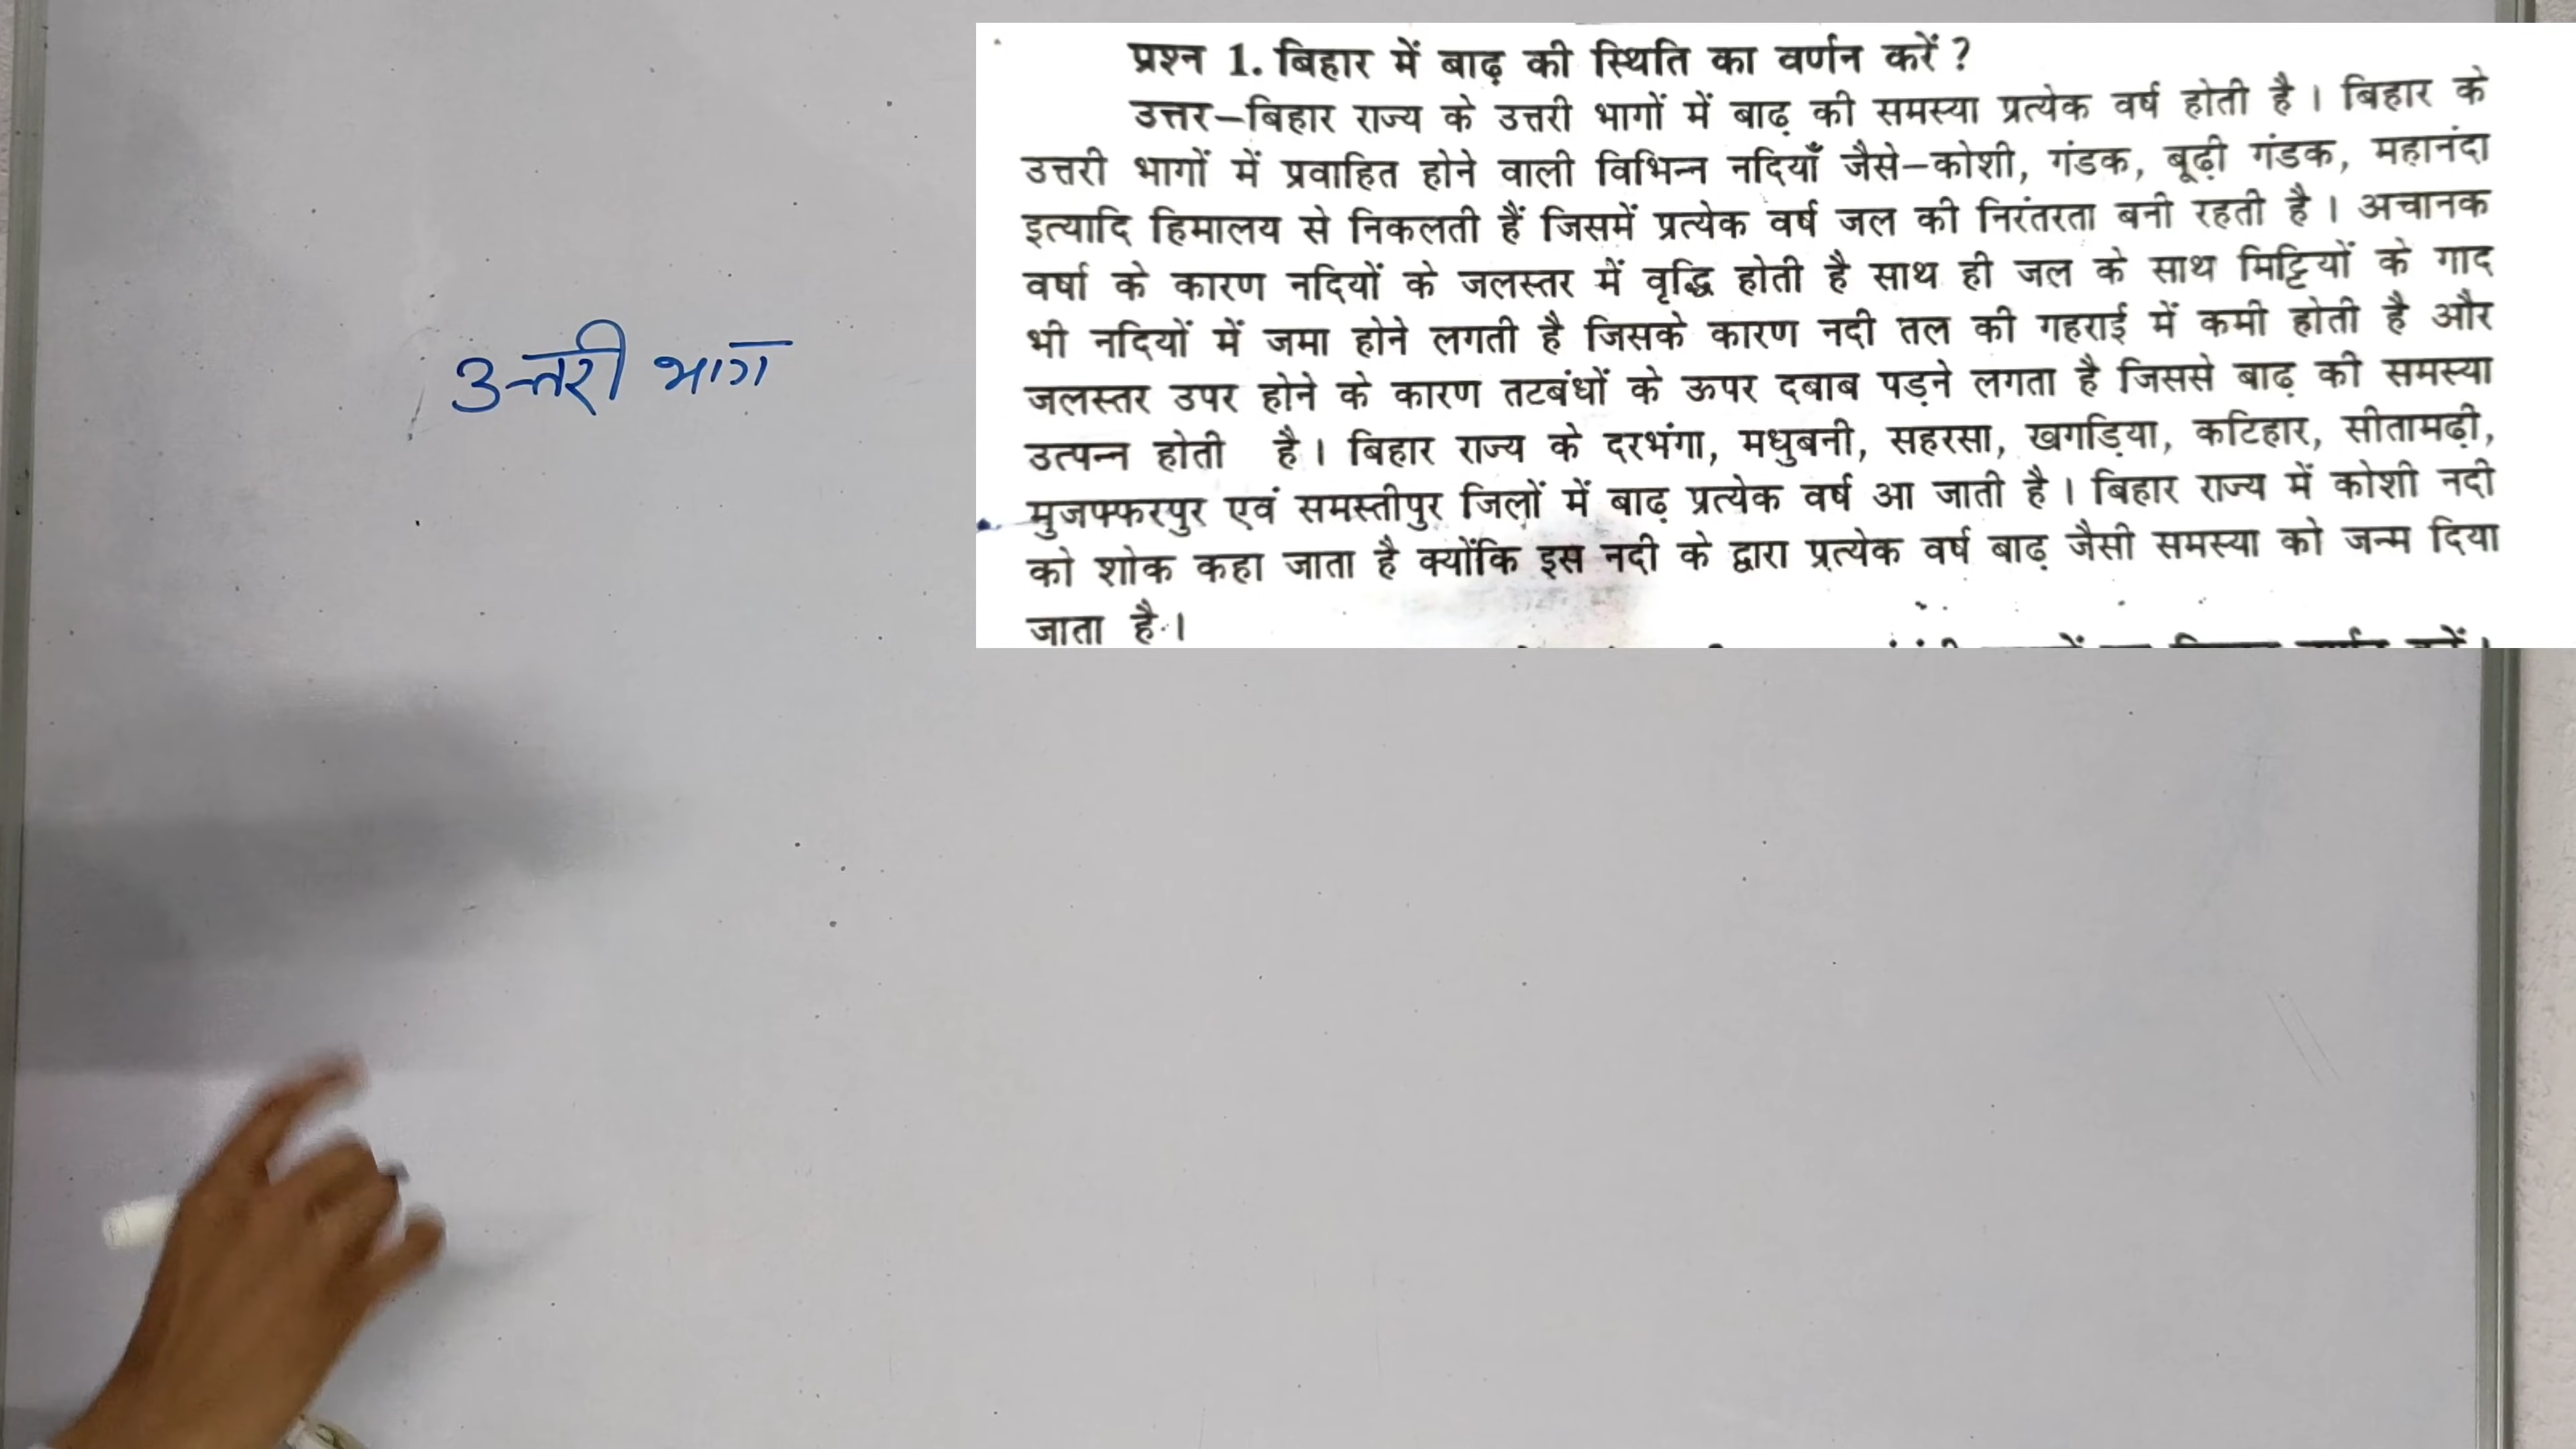 प्रश्न 1. बिहार में बाढ़ की स्थिति का वर्णन करें ?
उत्तर–बिहार राज्य के उत्तरी भागों में बाढ़ की समस्या प्रत्येक वर्ष होती है । बिहार के
उत्तरी भागों में प्रवाहित होने वाली विभिन्न नदियाँ जैसे–कोशी, गंडक, बूढ़ी गंडक, महानंदा
इत्यादि हिमालय से निकलती हैं जिसमें प्रत्येक वर्ष जल की निरंतरता बनी रहती है । अचानक
वर्षा के कारण नदियों के जलस्तर में वृद्धि होती है साथ ही जल के साथ मिट्टियों के गाद
भी नदियों में जमा होने लगती है जिसके कारण नदी तल की गहराई में कमी होती है और
जलस्तर उपर होने के कारण तटबंधों के ऊपर दबाब पड़ने लगता है जिससे बाढ़ की समस्या
उत्पन्न होती है । बिहार राज्य के दरभंगा, मधुबनी, सहरसा, खगड़िया, कटिहार, सीतामढ़ी,
मुजफ्फरपुर एवं समस्तीपुर जिलों में बाढ़ प्रत्येक वर्ष आ जाती है । बिहार राज्य में कोशी नदी
को शोक कहा जाता है क्योंकि इस नदी के द्वारा प्रत्येक वर्ष बाढ़ जैसी समस्या को जन्म दिया
जाता है ।
उत्तरी भाग